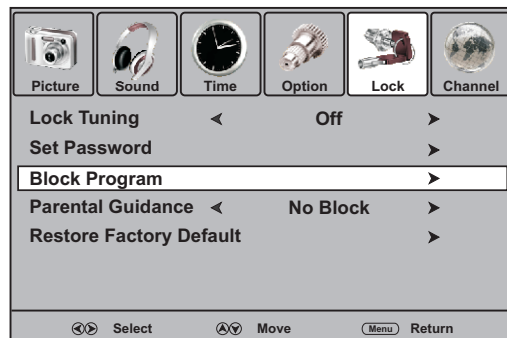 Picture Sound Time Option Lock Channel
Lock Tuning Off
Set Password
Block Program
Parental Guidance No Block
Restore Factory Default
Select Move Menu Return